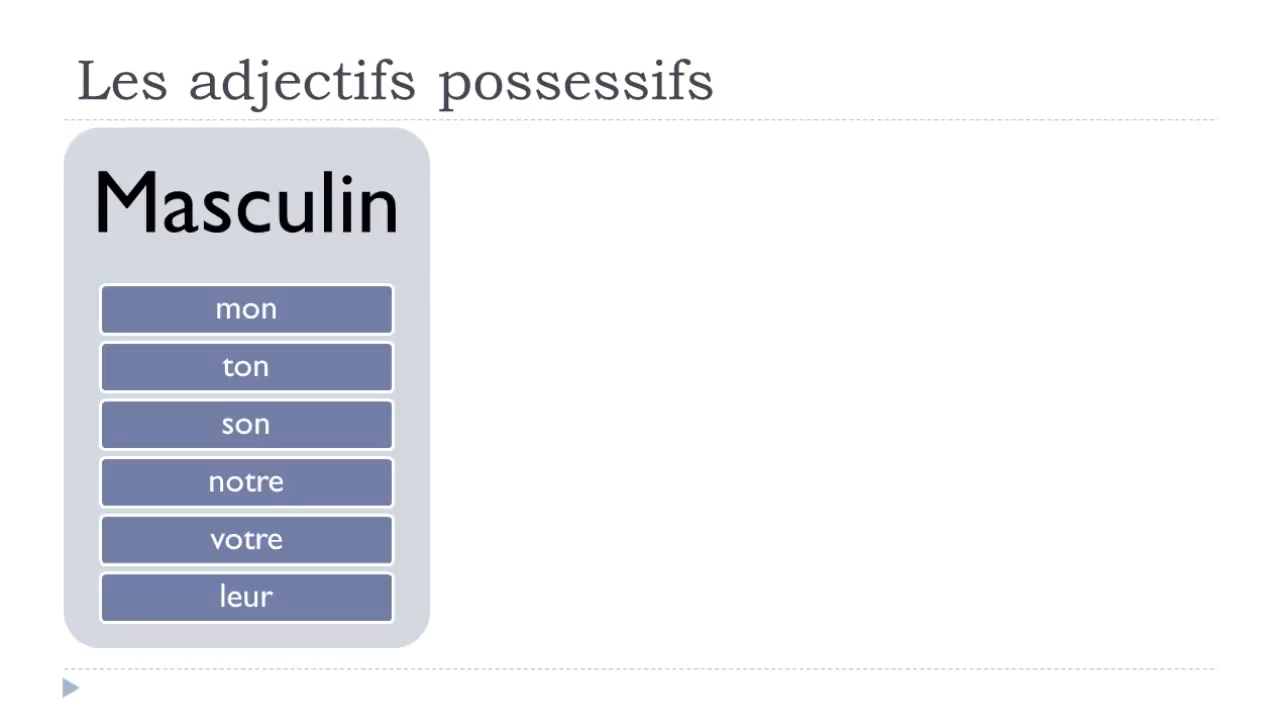 Les adjectifs possessifs
Masculin
mon
ton
son
notre
votre
leur